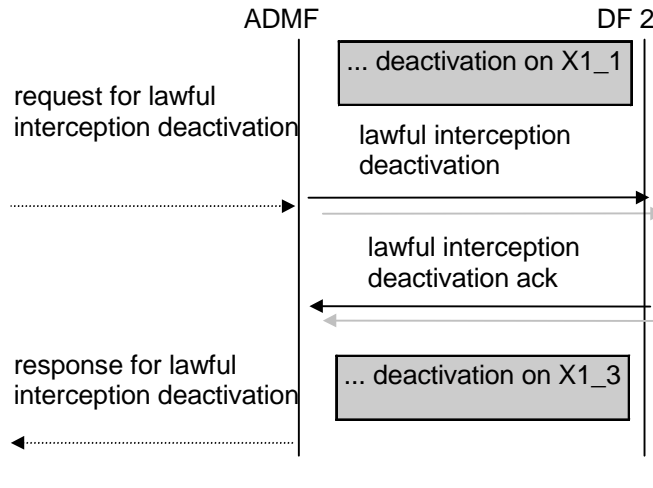 ADMF
DF 2
... deactivation on X1_1
request for lawful
interception deactivation
lawful interception
deactivation
lawful interception
deactivation ack
response for lawful
interception deactivation
... deactivation on X1_3